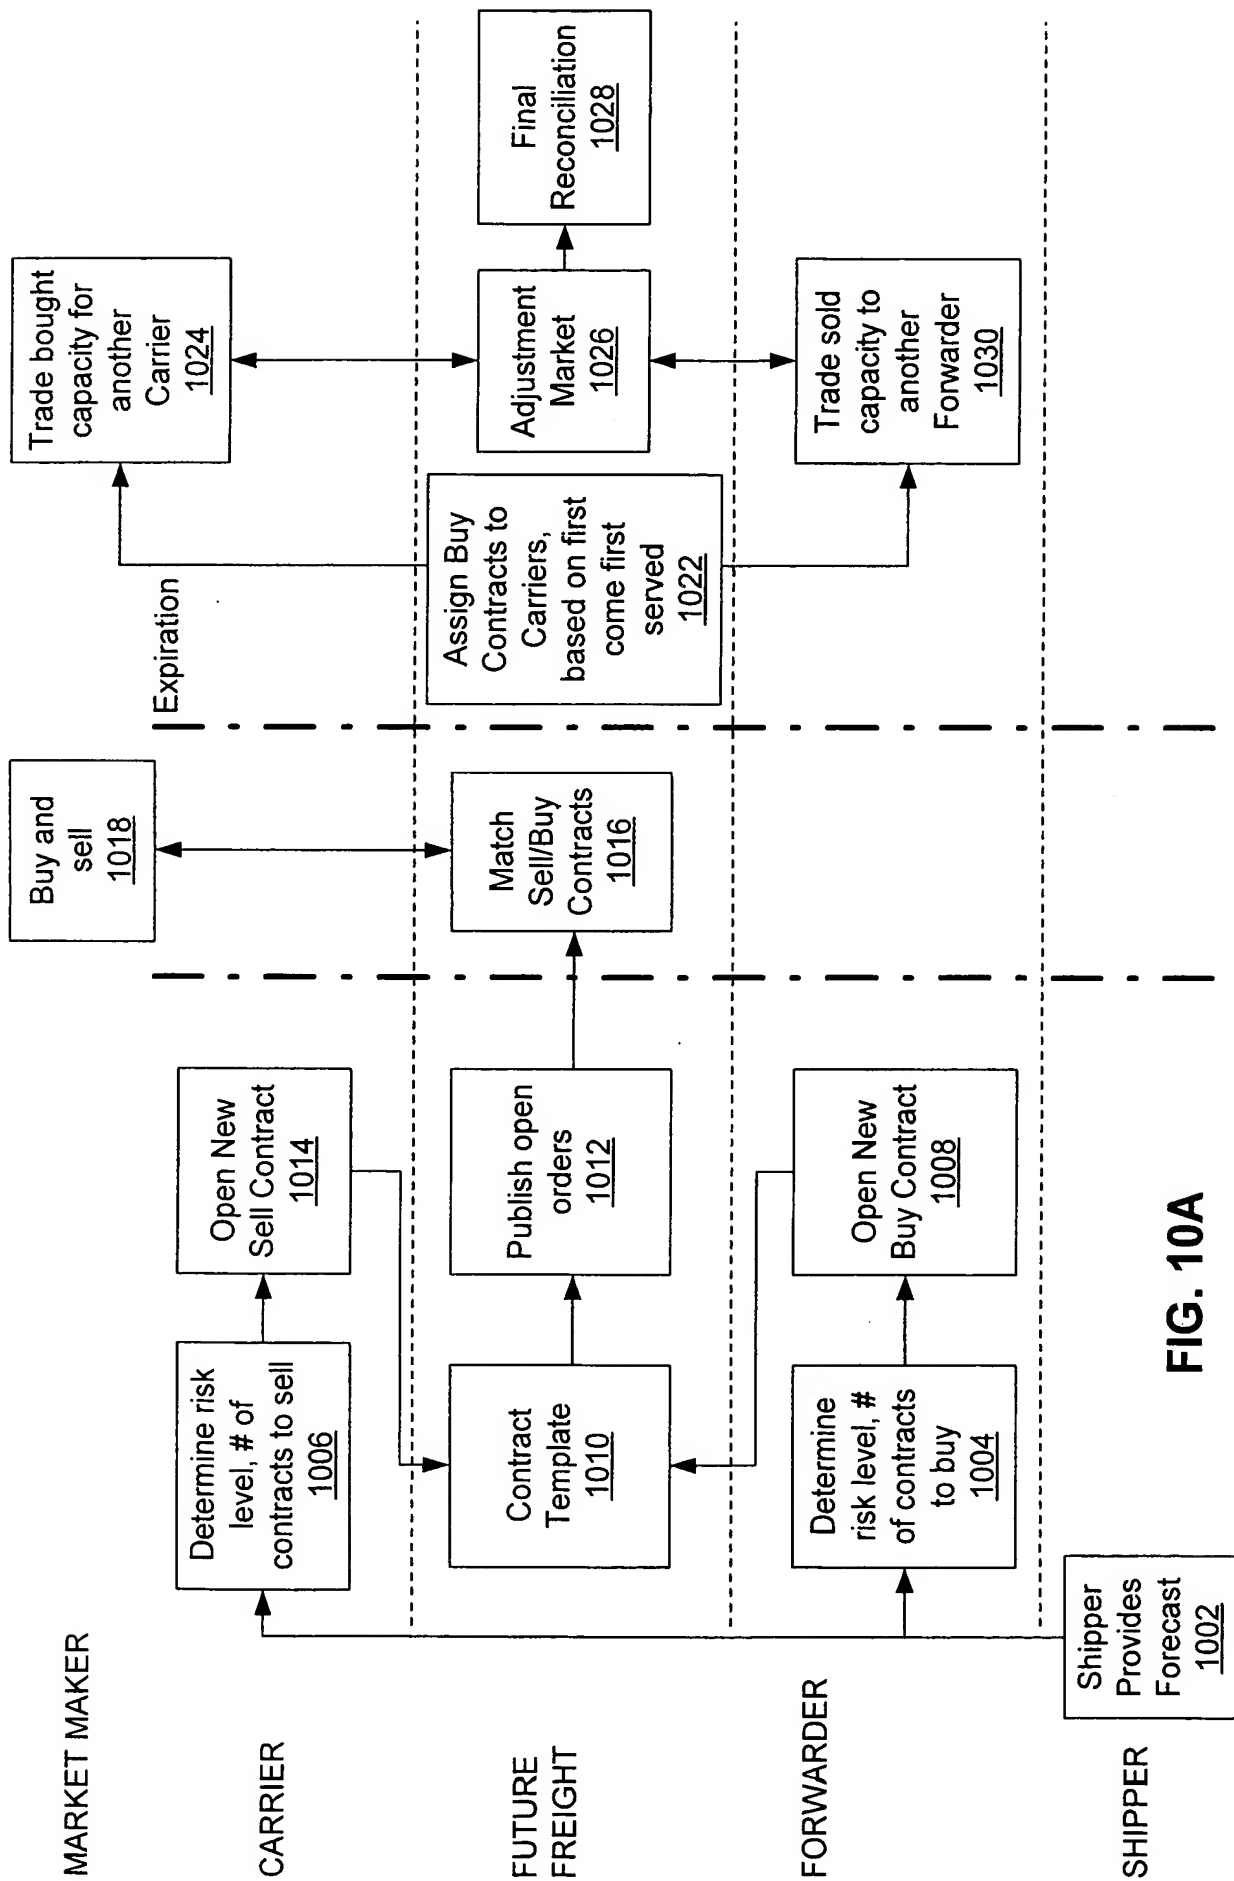 MARKET MAKER
CARRIER
FUTURE
FREIGHT
FORWARDER
SHIPPER
Shipper
Provides
Forecast
1002
Determine risk
level, # of
contracts to sell
1006
Open New
Sell Contract
1014
Contract
Template
1010
Publish open
orders
1012
Determine
risk level, #
of contracts
to buy
1004
Open New
Buy Contract
1008
Buy and
sell
1018
Match
Sell/Buy
Contracts
1016
Expiration
Assign Buy
Contracts to
Carriers,
based on first
come first
served
1022
Trade bought
capacity for
another
Carrier
1024
Adjustment
Market
1026
Final
Reconciliation
1028
Trade sold
capacity to
another
Forwarder
1030
FIG. 10A